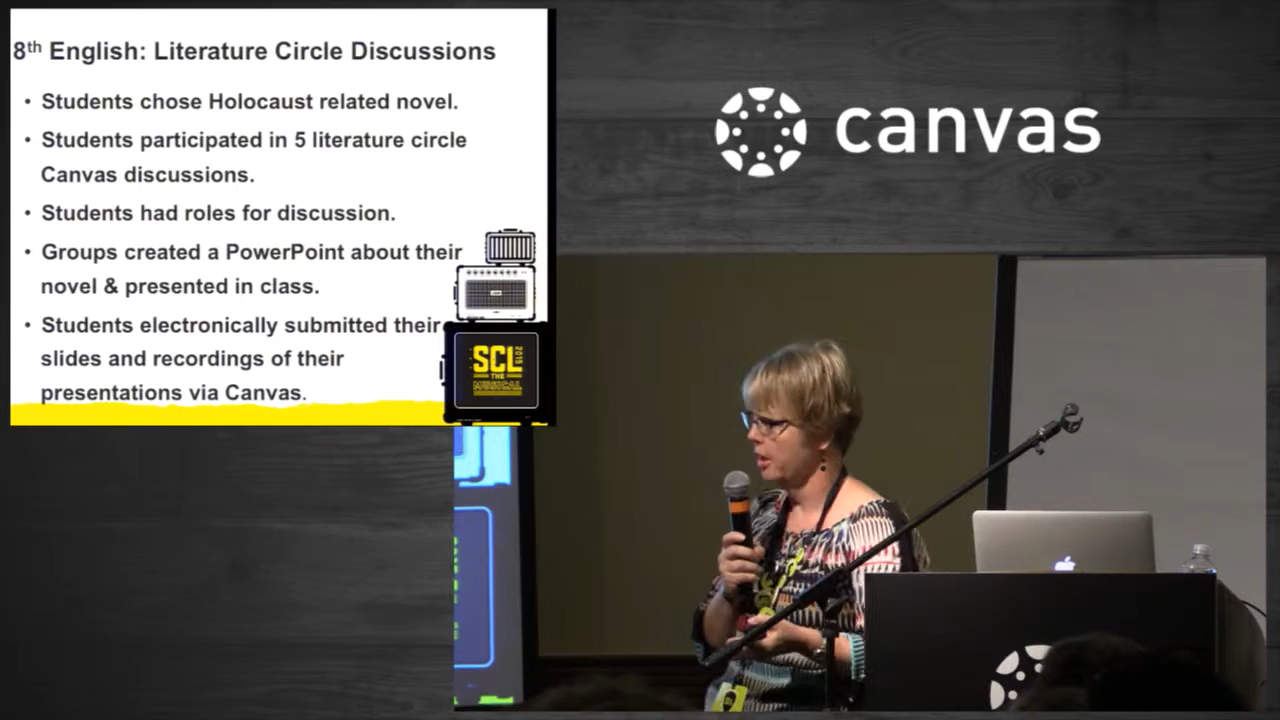 8th English: Literature Circle Discussions
• Students chose Holocaust related novel.
• Students participated in 5 literature circle
Canvas discussions.
• Students had roles for discussion.
• Groups created a PowerPoint about their
novel & presented in class.
• Students electronically submitted their
slides and recordings of their
presentations via Canvas.
SCL
2015
THE
MUSICAL
canvas